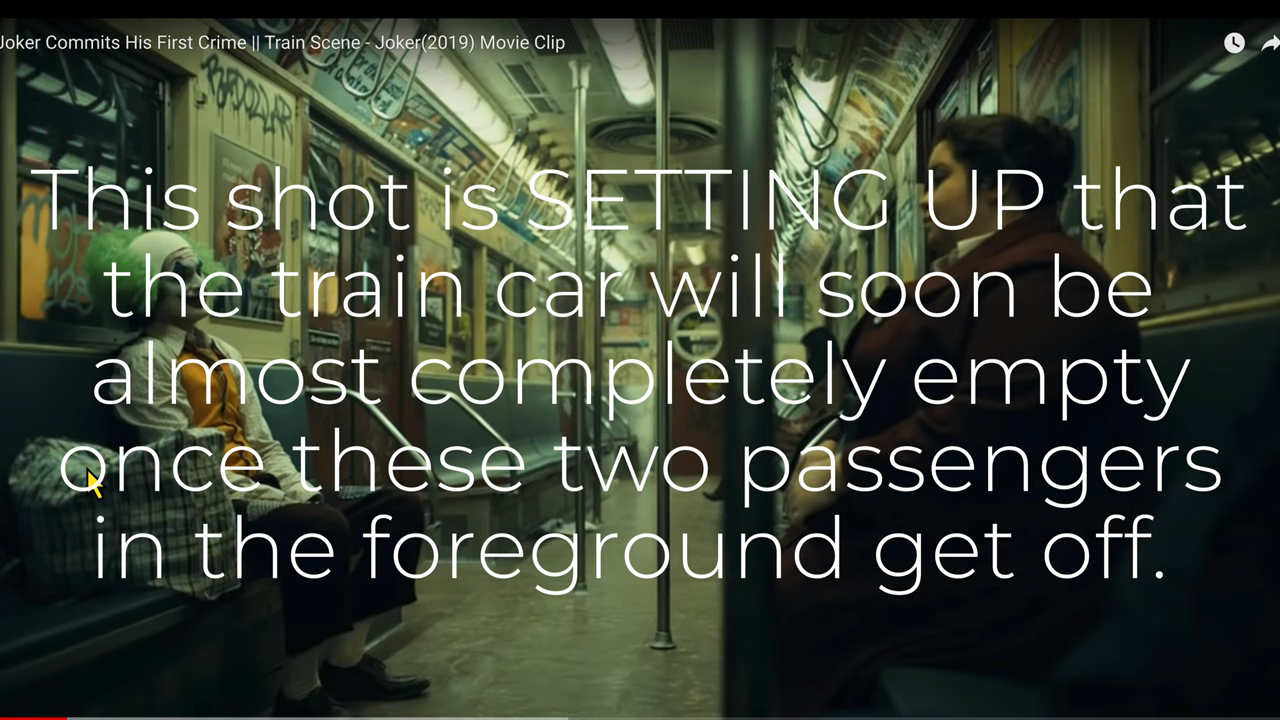 Joker Commits His First Crime || Train Scene - Joker(2019) Movie Clip
This shot is SETTING UP that
the train car will soon be
almost completely empty
once these two passengers
in the foreground get off.